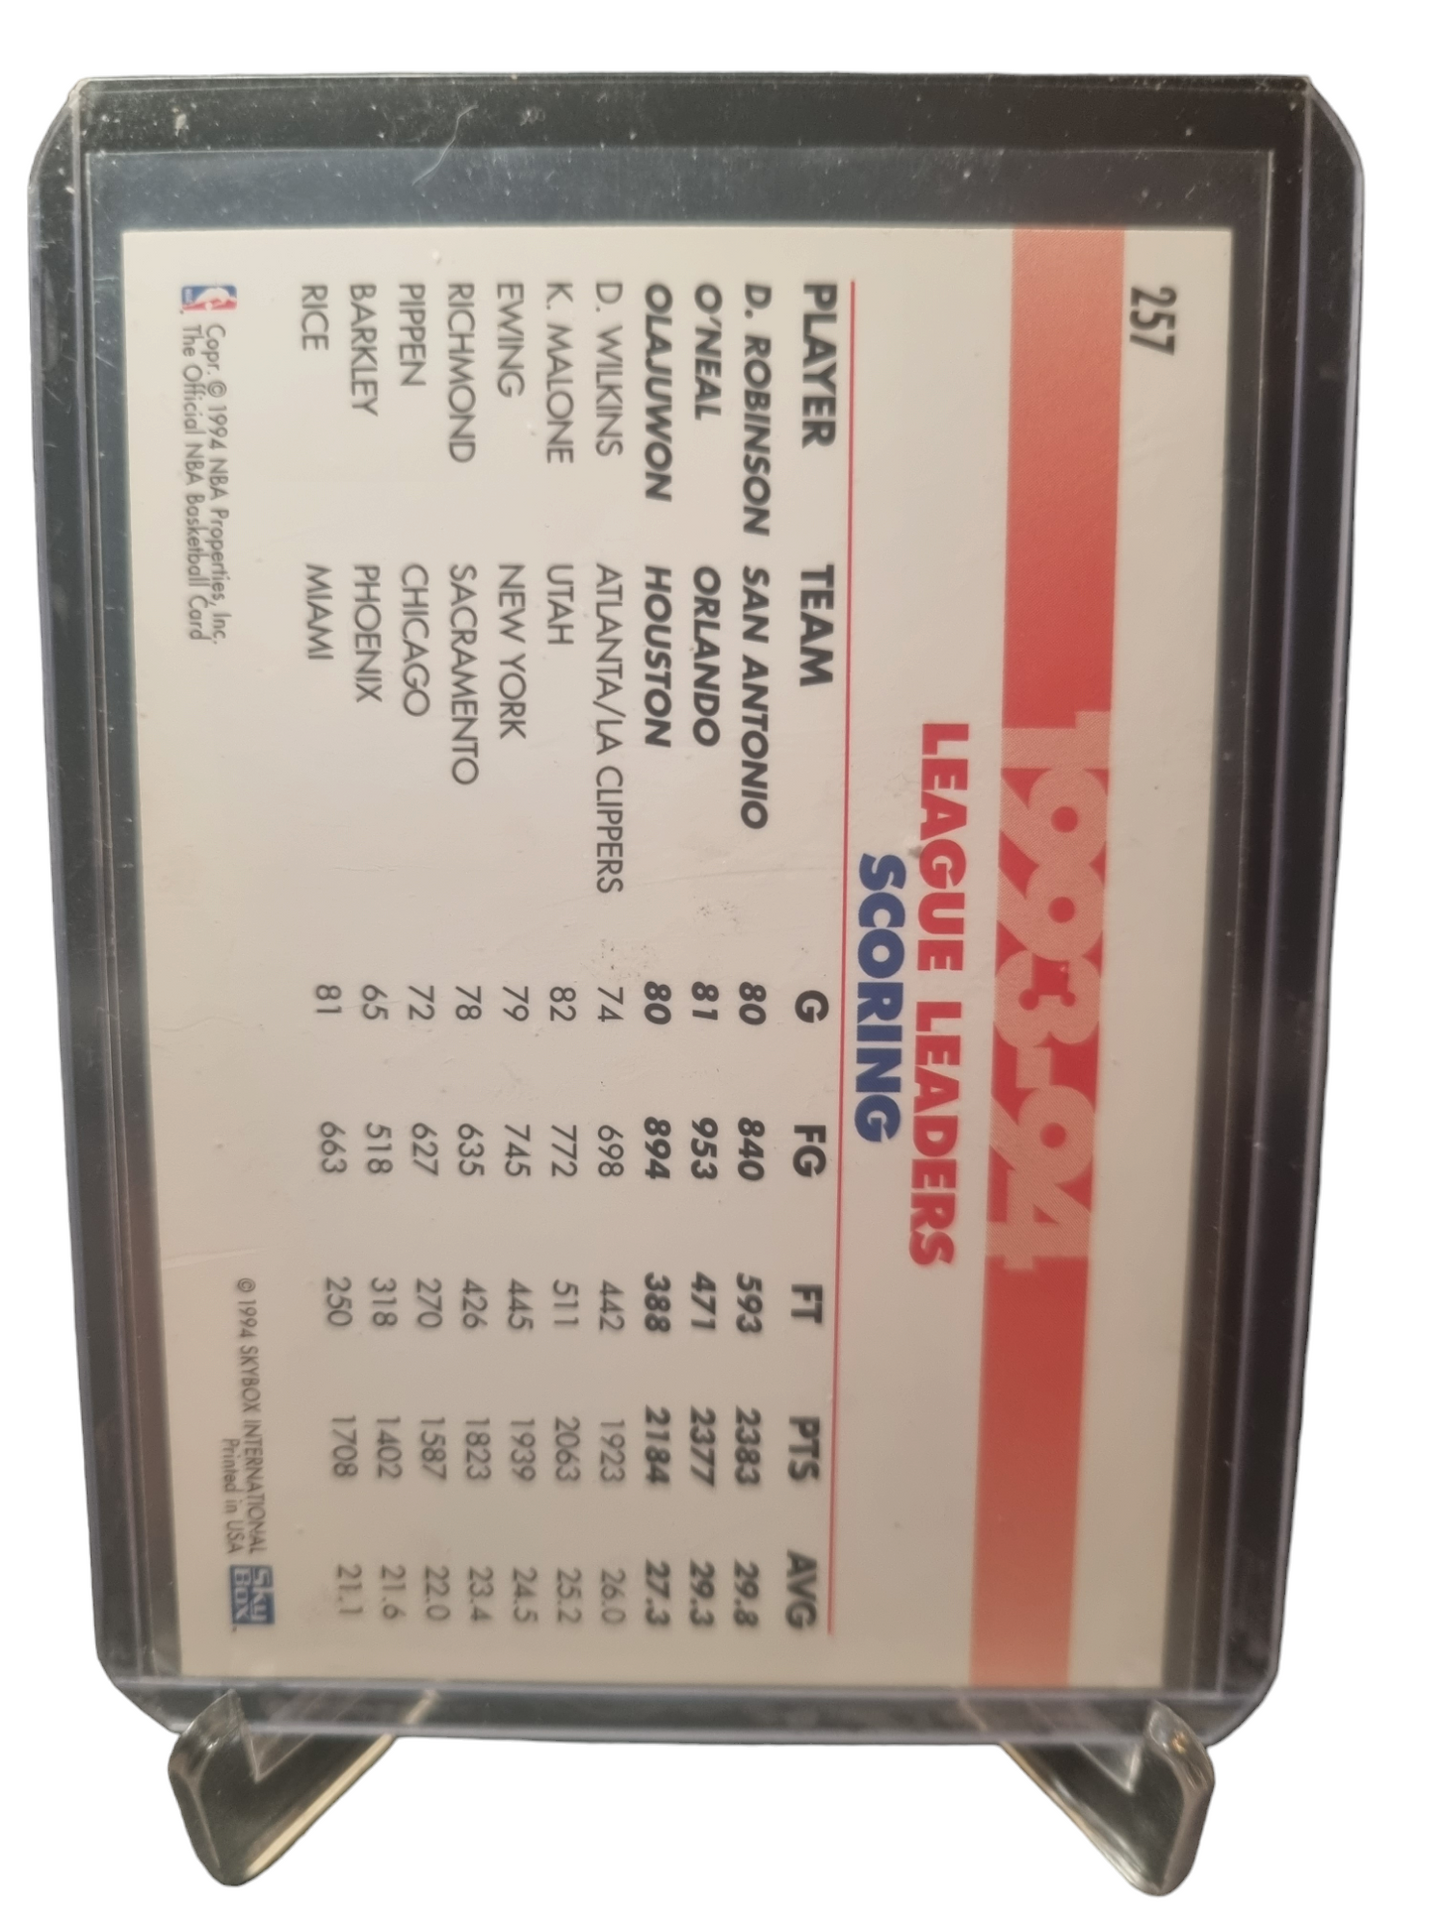 257
1993-94
LEAGUE LEADERS
SCORING
PLAYER TEAM G FG FT PTS AVG
D. ROBINSON SAN ANTONIO 80 840 593 2383 29.8
O'NEAL ORLANDO 81 953 471 2377 29.3
OLAJUWON HOUSTON 80 894 388 2184 27.3
D. WILKINS ATLANTA/LA CLIPPERS 74 698 442 1923 26.0
K. MALONE UTAH 82 772 511 2063 25.2
EWING NEW YORK 79 745 445 1939 24.5
RICHMOND SACRAMENTO 78 635 426 1823 23.4
PIPPEN CHICAGO 72 627 270 1587 22.0
BARKLEY PHOENIX 65 518 318 1402 21.6
RICE MIAMI 81 663 250 1708 21.1
Copr. © 1994 NBA Properties, Inc.
The Official NBA Basketball Card
© 1994 SKYBOX INTERNATIONAL
Printed in USA
SkyBOX